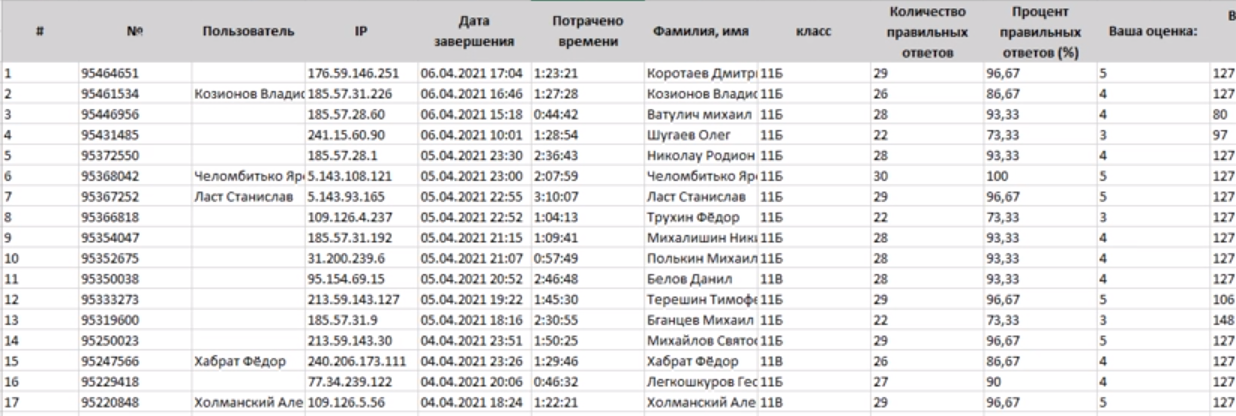 # № Пользователь IP Дата завершения Потрачено времени Фамилия, имя класс Количество правильных ответов Процент правильных ответов (%) Ваша оценка: В
1 95464651 176.59.146.251 06.04.2021 17:04 1:23:21 Коротаев Дмитр 11Б 29 96,67 5 127
2 95461534 Козионов Владис 185.57.31.226 06.04.2021 16:46 1:27:28 Козионов Владис 11Б 26 86,67 4 127
3 95446956 185.57.28.60 06.04.2021 15:18 0:44:42 Ватулич михаил 11Б 28 93,33 4 80
4 95431485 241.15.60.90 06.04.2021 10:01 1:28:54 Шугаев Олег 11Б 22 73,33 3 97
5 95372550 185.57.28.1 05.04.2021 23:30 2:36:43 Николау Родион 11Б 28 93,33 4 127
6 95368042 Челомбитько Яр 5.143.108.121 05.04.2021 23:00 2:07:59 Челомбитько Яр 11Б 30 100 5 127
7 95367252 Ласт Станислав 5.143.93.165 05.04.2021 22:55 3:10:07 Ласт Станислав 11Б 29 96,67 5 127
8 95366818 109.126.4.237 05.04.2021 22:52 1:04:13 Трухин Фёдор 11Б 22 73,33 3 127
9 95354047 185.57.31.192 05.04.2021 21:15 1:09:41 Михалишин Ник 11Б 28 93,33 4 127
10 95352675 31.200.239.6 05.04.2021 21:07 0:57:49 Полькин Михаил 11Б 28 93,33 4 127
11 95350038 95.154.69.15 05.04.2021 20:52 2:46:48 Белов Данил 11В 28 93,33 4 127
12 95333273 213.59.143.127 05.04.2021 19:22 1:45:30 Терешин Тимоф 11Б 29 96,67 5 106
13 95319600 185.57.31.9 05.04.2021 18:16 2:30:55 Бганцев Михаил 11Б 22 73,33 3 148
14 95250023 213.59.143.30 04.04.2021 23:51 1:50:25 Михайлов Свято 11Б 29 96,67 5 127
15 95247566 Хабрат Фёдор 240.206.173.111 04.04.2021 23:26 1:29:46 Хабрат Фёдор 11В 26 86,67 4 127
16 95229418 77.34.239.122 04.04.2021 20:06 0:46:32 Легкошкуров Гео 11Б 27 90 4 127
17 95220848 Холманский Але 109.126.5.56 04.04.2021 18:24 1:22:21 Холманский Але 11В 29 96,67 5 127